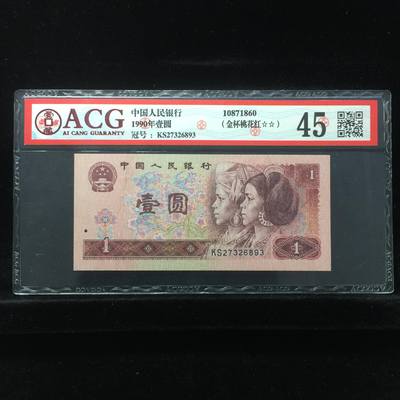 ACG
AI CANG GUARANTY
中国人民银行
1990年壹圆
冠号：KS27326893
10871860
（金杯桃花红☆☆）
45
中国人民银行
1
壹圆
1
1
KS27326893